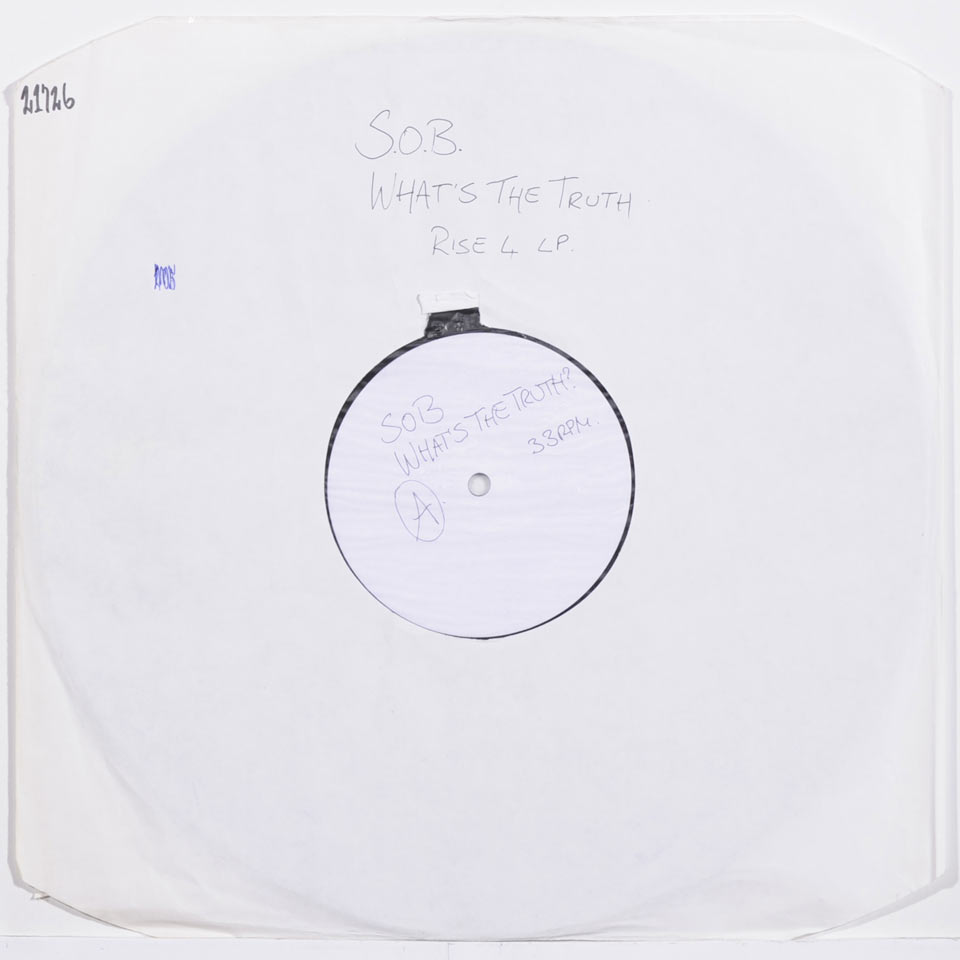 21726
S.O.B.
WHAT'S THE TRUTH
RISE 4 LP.
SOB
WHAT'S THE TRUTH?
33RPM.
A